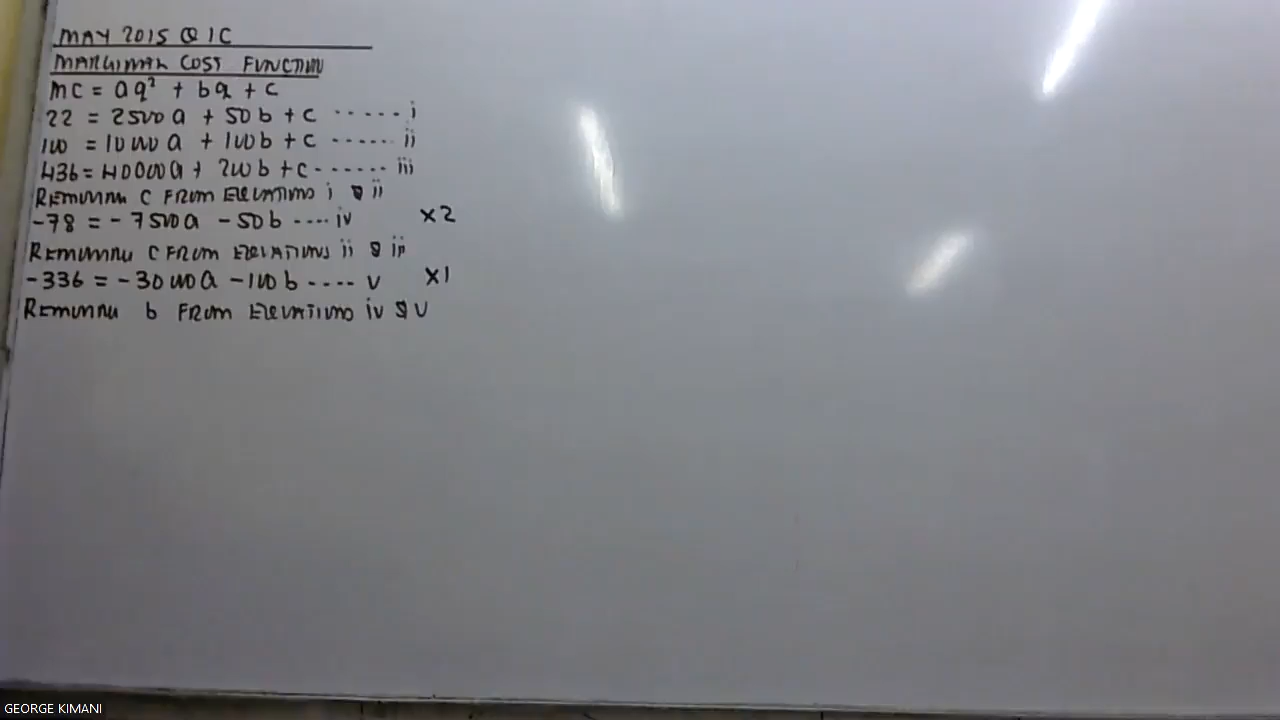 MAY 2015 Q 1C
MARGINAL COST FUNCTION
MC = aq² + bq + c
22 = 2500a + 50b + c ...... i
100 = 10000a + 100b + c ...... ii
436 = 40000a + 200b + c ...... iii
REMOVING C FROM EQUATIONS i & ii
-78 = -7500a - 50b .... iv x2
REMOVING C FROM EQUATIONS ii & iii
-336 = -30000a - 100b .... v x1
REMOVING b FROM EQUATIONS iv & v
GEORGE KIMANI